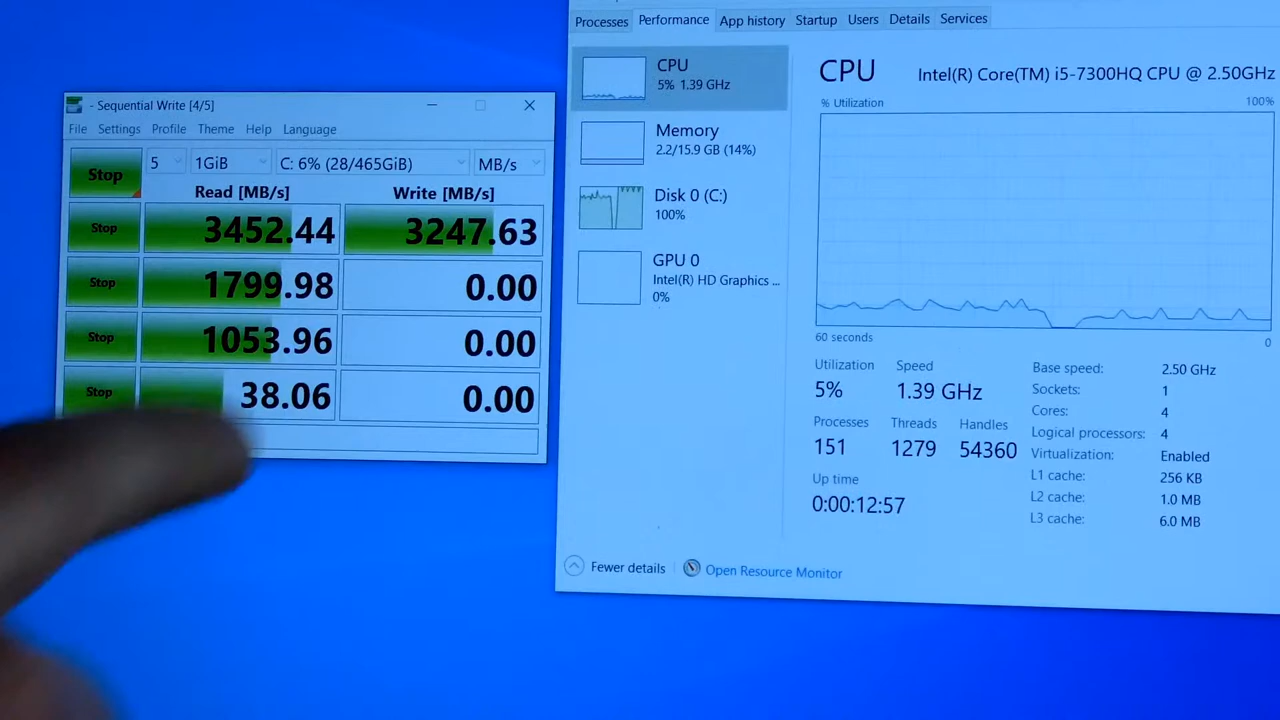 - Sequential Write [4/5]
File Settings Profile Theme Help Language
Stop 5 1GiB C: 6% (28/465GiB) MB/s
Read [MB/s] Write [MB/s]
Stop 3452.44 3247.63
Stop 1799.98 0.00
Stop 1053.96 0.00
Stop 38.06 0.00
Processes Performance App history Startup Users Details Services
CPU
5% 1.39 GHz
Memory
2.2/15.9 GB (14%)
Disk 0 (C:)
100%
GPU 0
Intel(R) HD Graphics ...
0%
CPU Intel(R) Core(TM) i5-7300HQ CPU @ 2.50GHz
% Utilization 100%
60 seconds 0
Utilization Speed
5% 1.39 GHz
Processes Threads Handles
151 1279 54360
Up time
0:00:12:57
Base speed: 2.50 GHz
Sockets: 1
Cores: 4
Logical processors: 4
Virtualization: Enabled
L1 cache: 256 KB
L2 cache: 1.0 MB
L3 cache: 6.0 MB
Fewer details Open Resource Monitor